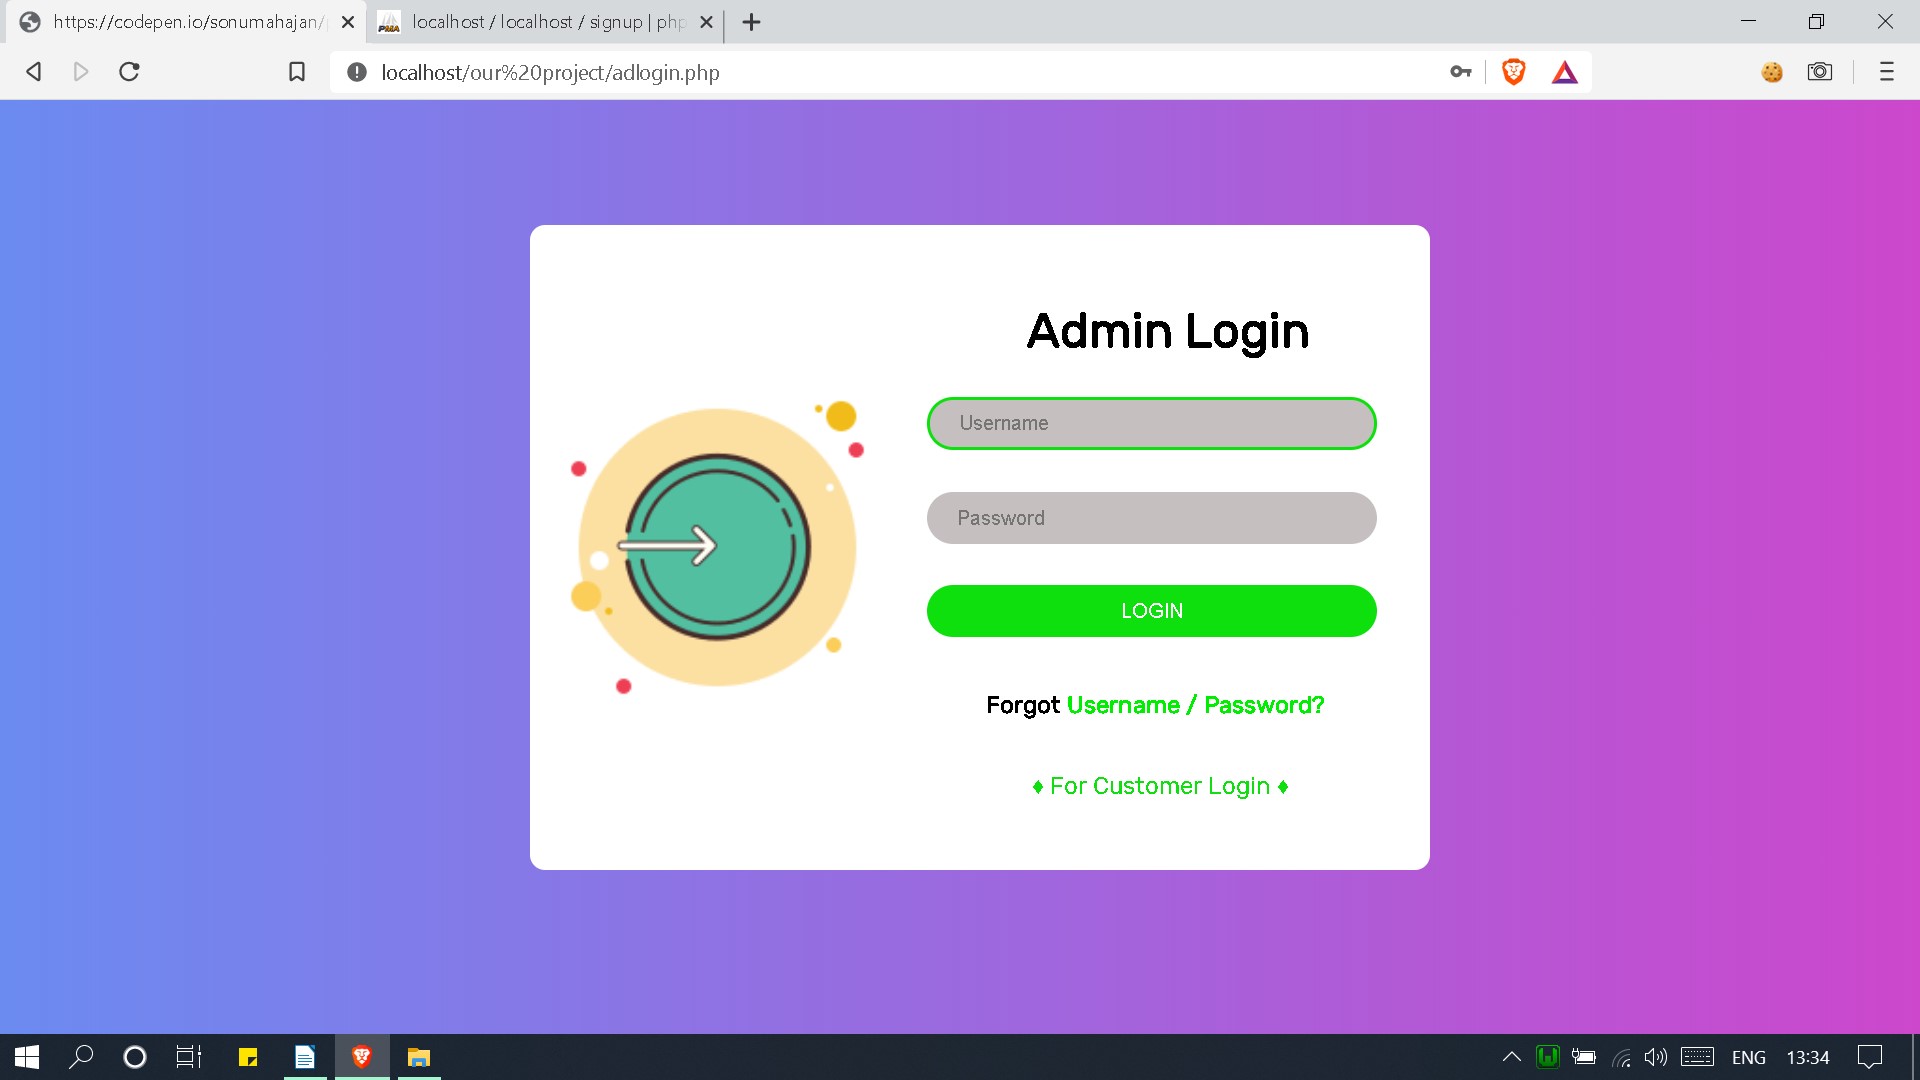 https://codepen.io/sonumahajan/
localhost / localhost / signup | php
localhost/our%20project/adlogin.php
Admin Login
Username
Password
LOGIN
Forgot Username / Password?
♦ For Customer Login ♦
ENG 13:34